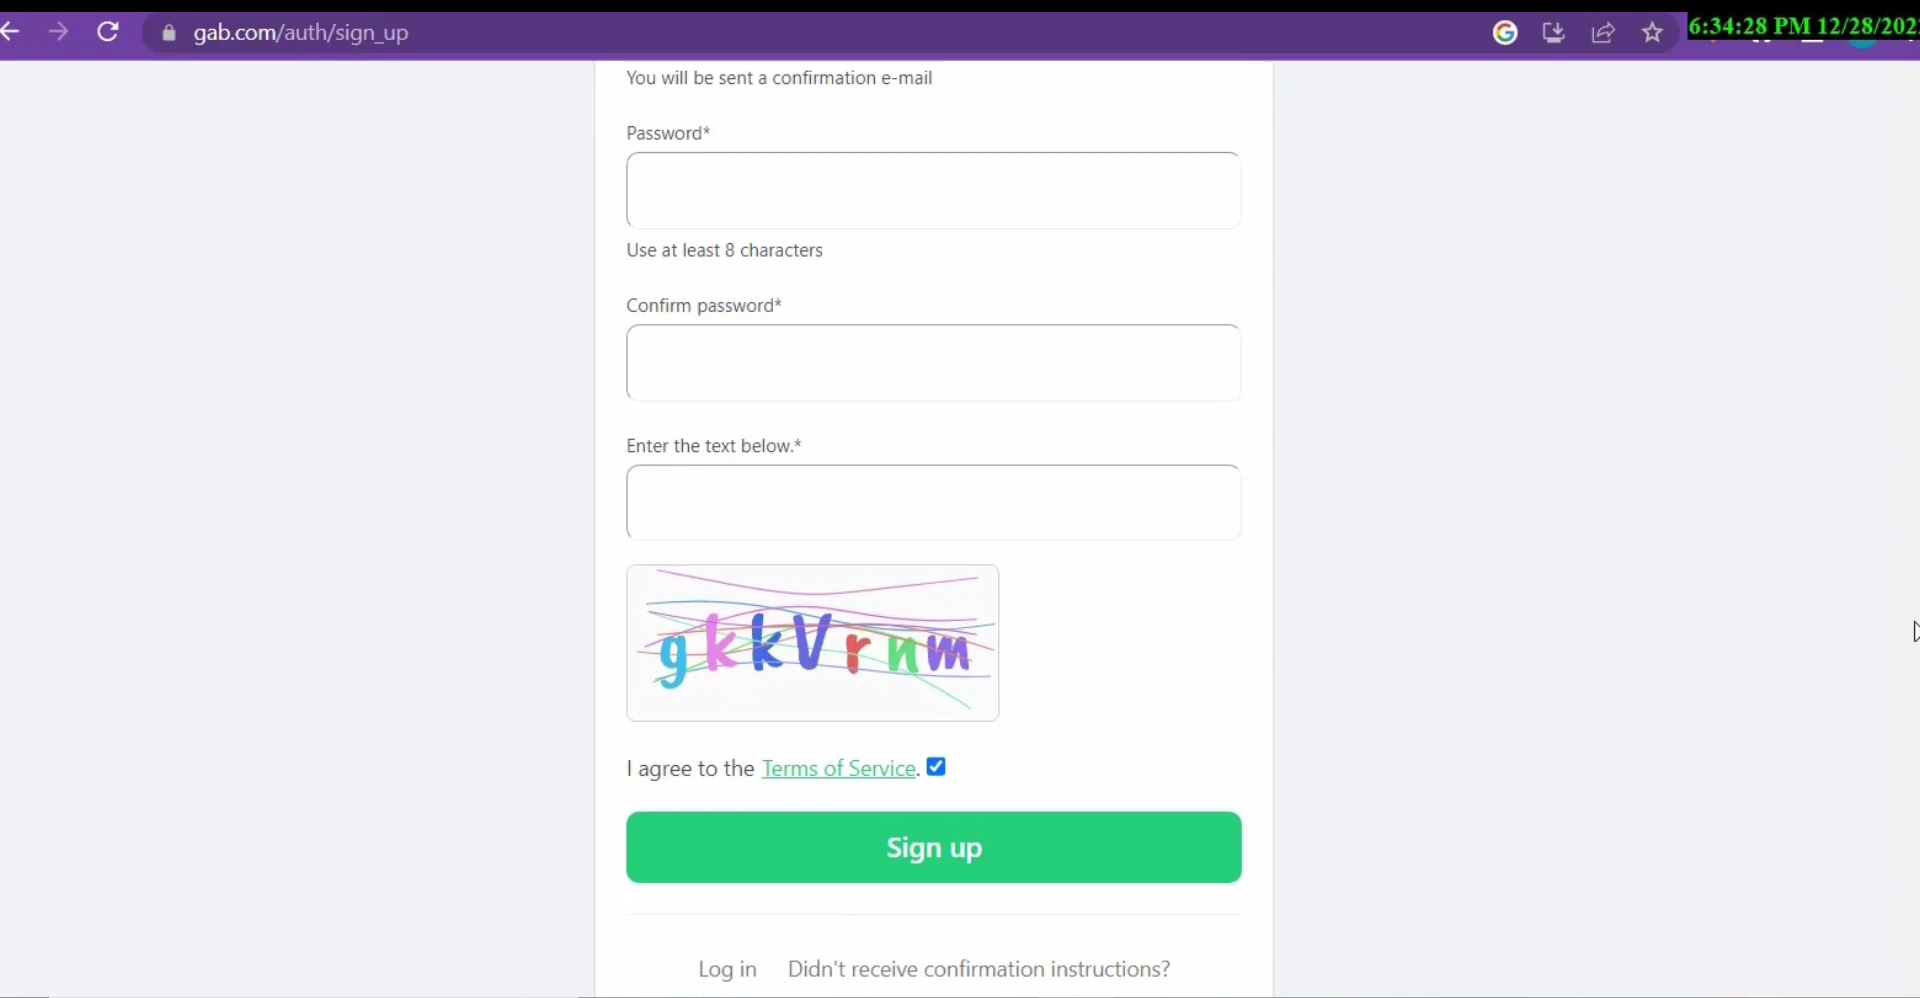 gab.com/auth/sign_up
6:34:28 PM 12/28/202
You will be sent a confirmation e-mail
Password*
Use at least 8 characters
Confirm password*
Enter the text below.*
gkkVrnm
I agree to the Terms of Service.
Sign up
Log in Didn't receive confirmation instructions?